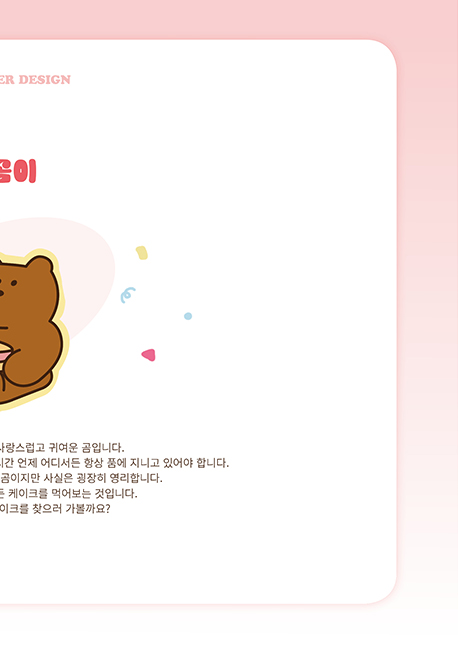 ER DESIGN
곰이
사랑스럽고 귀여운 곰입니다.
시간 언제 어디서든 항상 품에 지니고 있어야 합니다.
곰이지만 사실은 굉장히 영리합니다.
든 케이크를 먹어보는 것입니다.
이크를 찾으러 가볼까요?